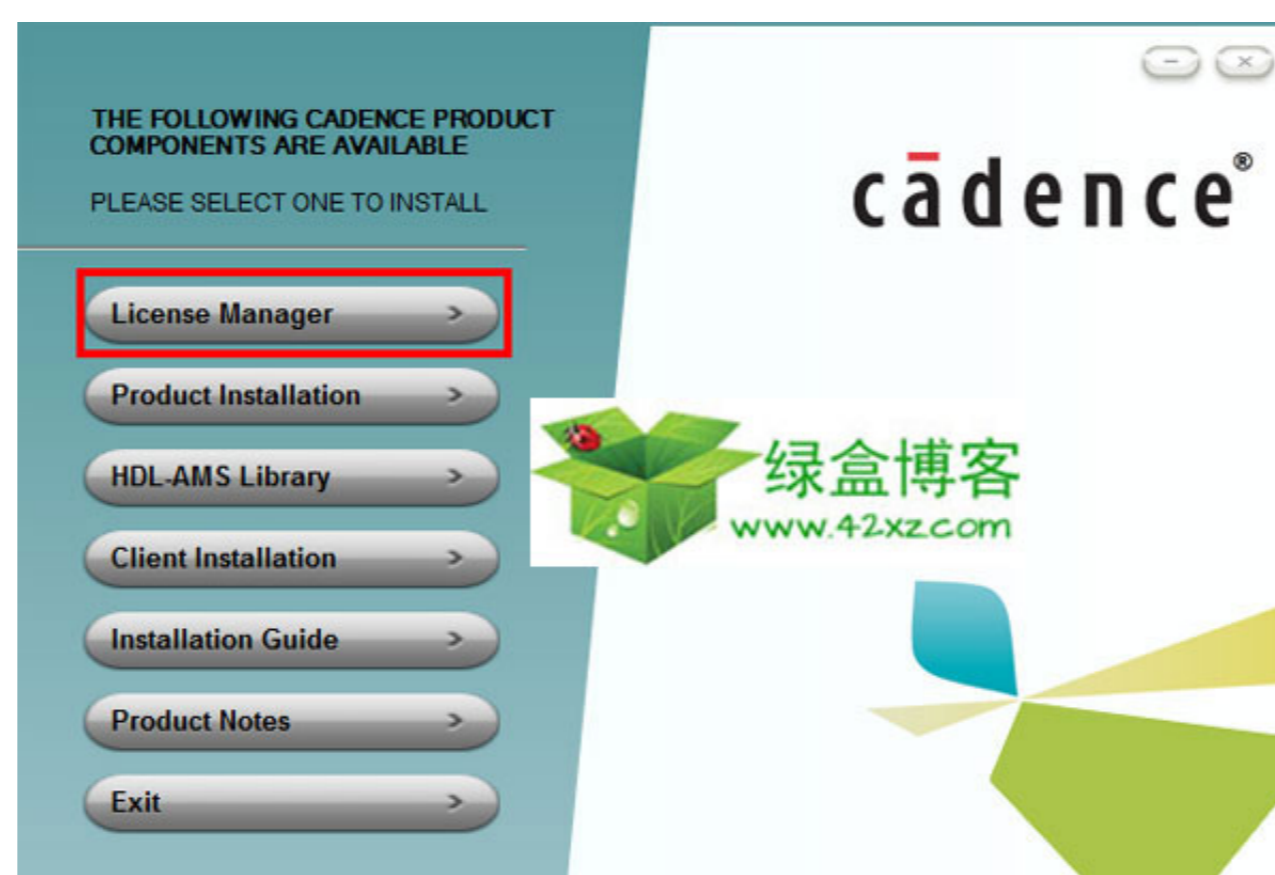 THE FOLLOWING CADENCE PRODUCT
COMPONENTS ARE AVAILABLE
PLEASE SELECT ONE TO INSTALL
cādence®
License Manager
Product Installation
HDL-AMS Library
Client Installation
Installation Guide
Product Notes
Exit
绿盒博客
www.42xz.com